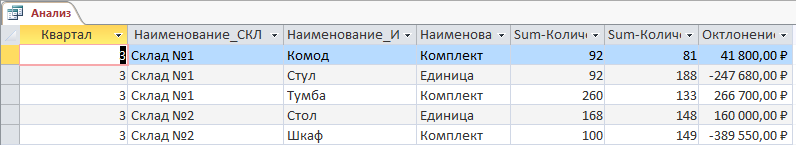 Анализ
Квартал Наименование_СКЛ Наименование_И Наименова Sum-Количе Sum-Количе Октлонение
3 Склад №1 Комод Комплект 92 81 41 800,00 ₽
3 Склад №1 Стул Единица 92 188 -247 680,00 ₽
3 Склад №1 Тумба Комплект 260 133 266 700,00 ₽
3 Склад №2 Стол Единица 168 148 160 000,00 ₽
3 Склад №2 Шкаф Комплект 100 149 -389 550,00 ₽